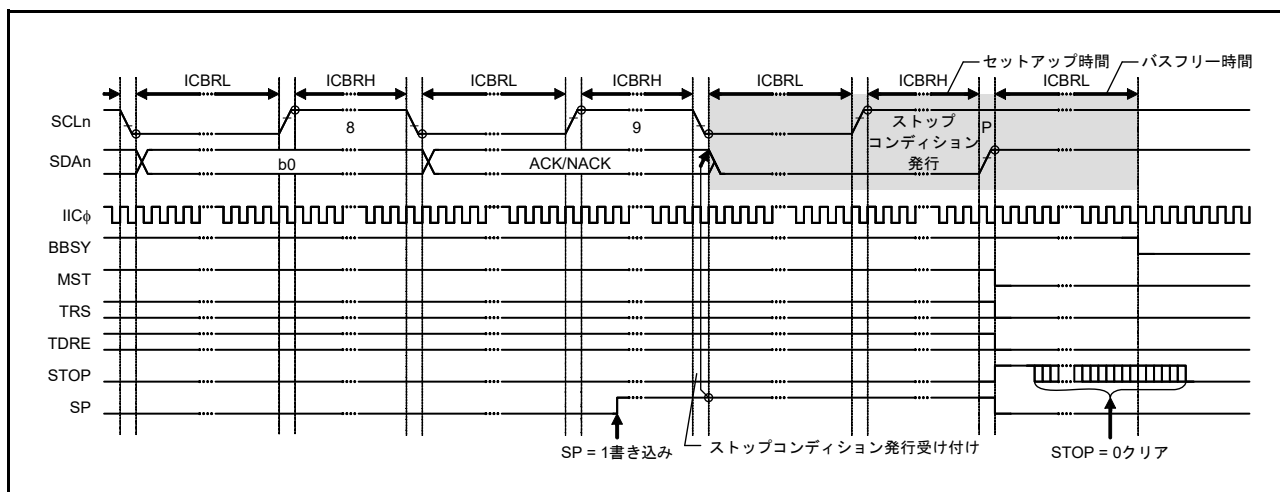 ICBRL ICBRH ICBRL ICBRH ICBRL ICBRH セットアップ時間 ICBRL バスフリー時間
SCLn 8 9 ストップ P
コンディション
発行
SDAn b0 ACK/NACK
IICφ
BBSY
MST
TRS
TDRE
STOP
SP
SP = 1書き込み ストップコンディション発行受け付け STOP = 0クリア